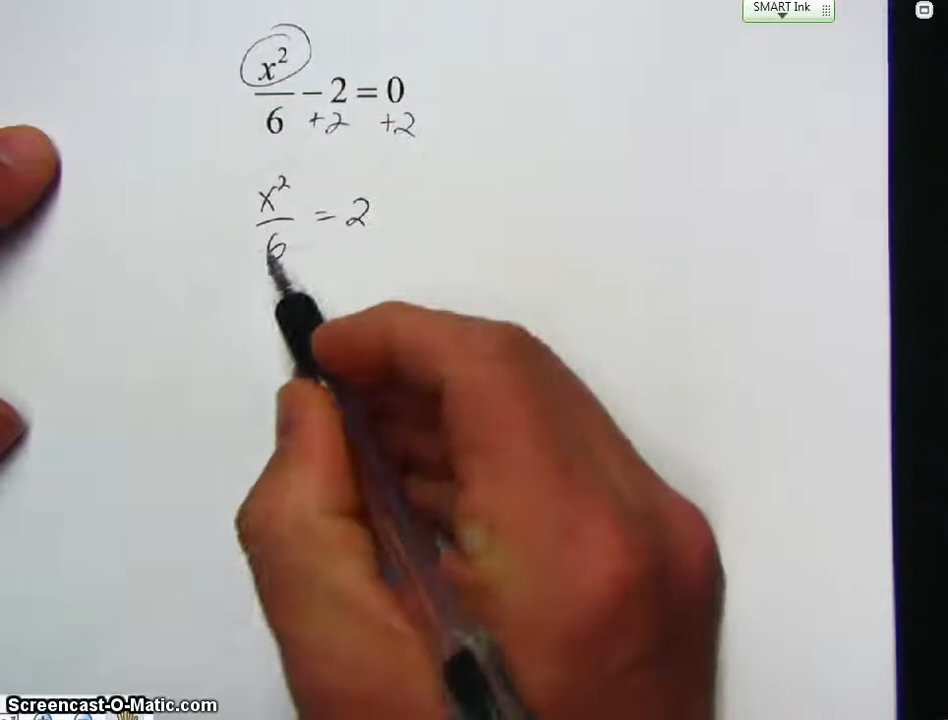 SMART Ink
x²/6 − 2 = 0
+2 +2
x²/6 = 2
Screencast-O-Matic.com